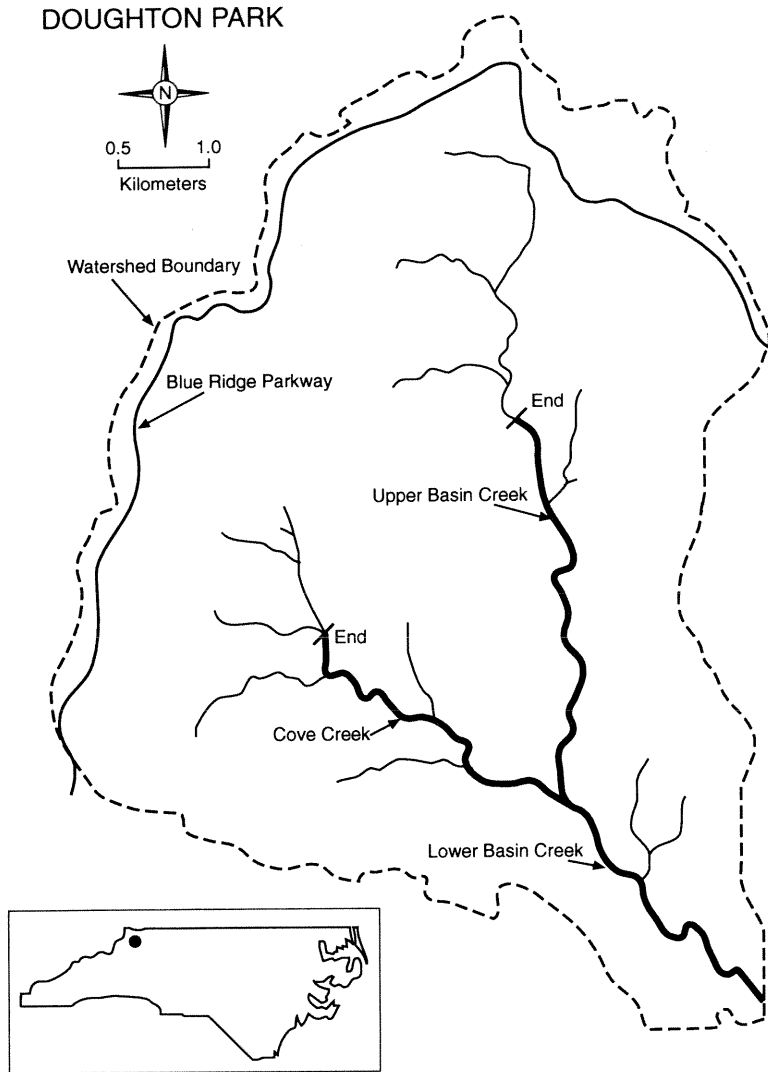 DOUGHTON PARK
N
0.5 1.0
Kilometers
Watershed Boundary
Blue Ridge Parkway
End
Upper Basin Creek
End
Cove Creek
Lower Basin Creek